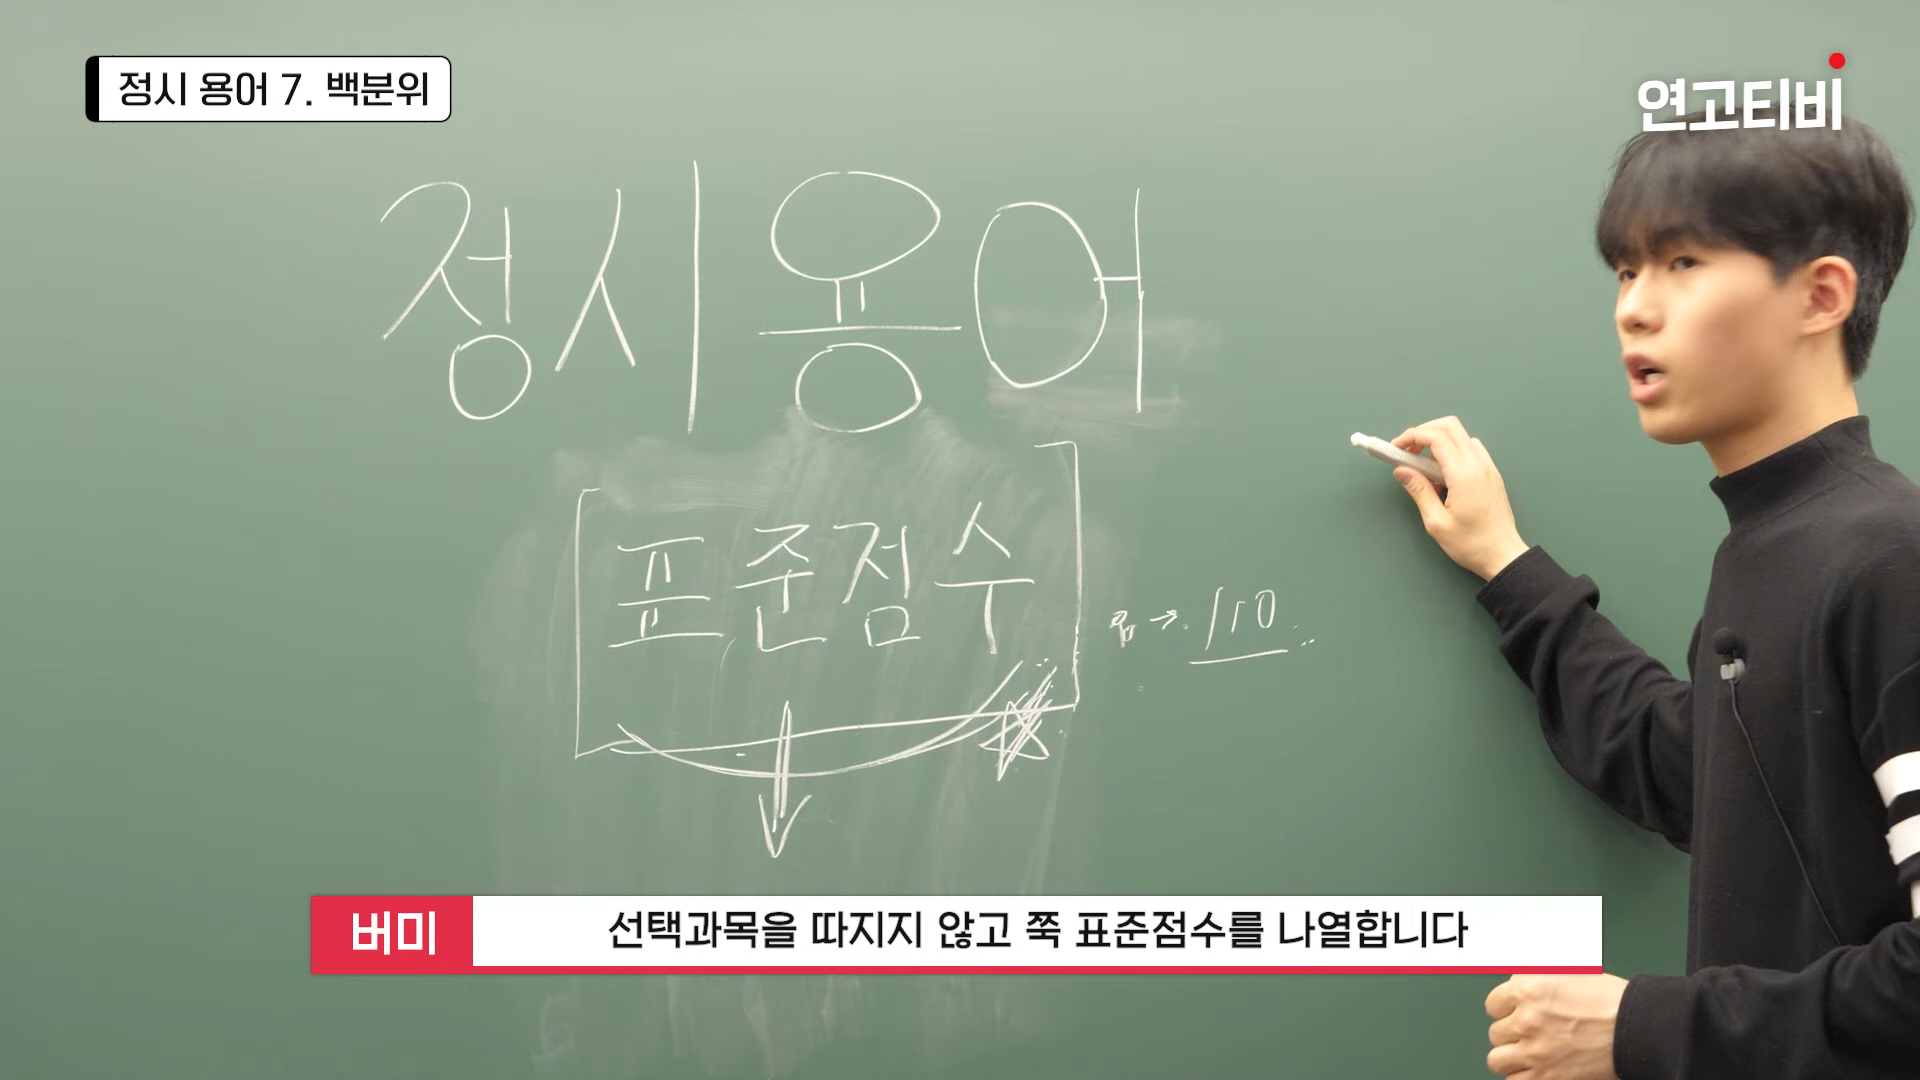 정시 용어 7. 백분위
연고티비
정시용어
표준점수
버미
선택과목을 따지지 않고 쭉 표준점수를 나열합니다